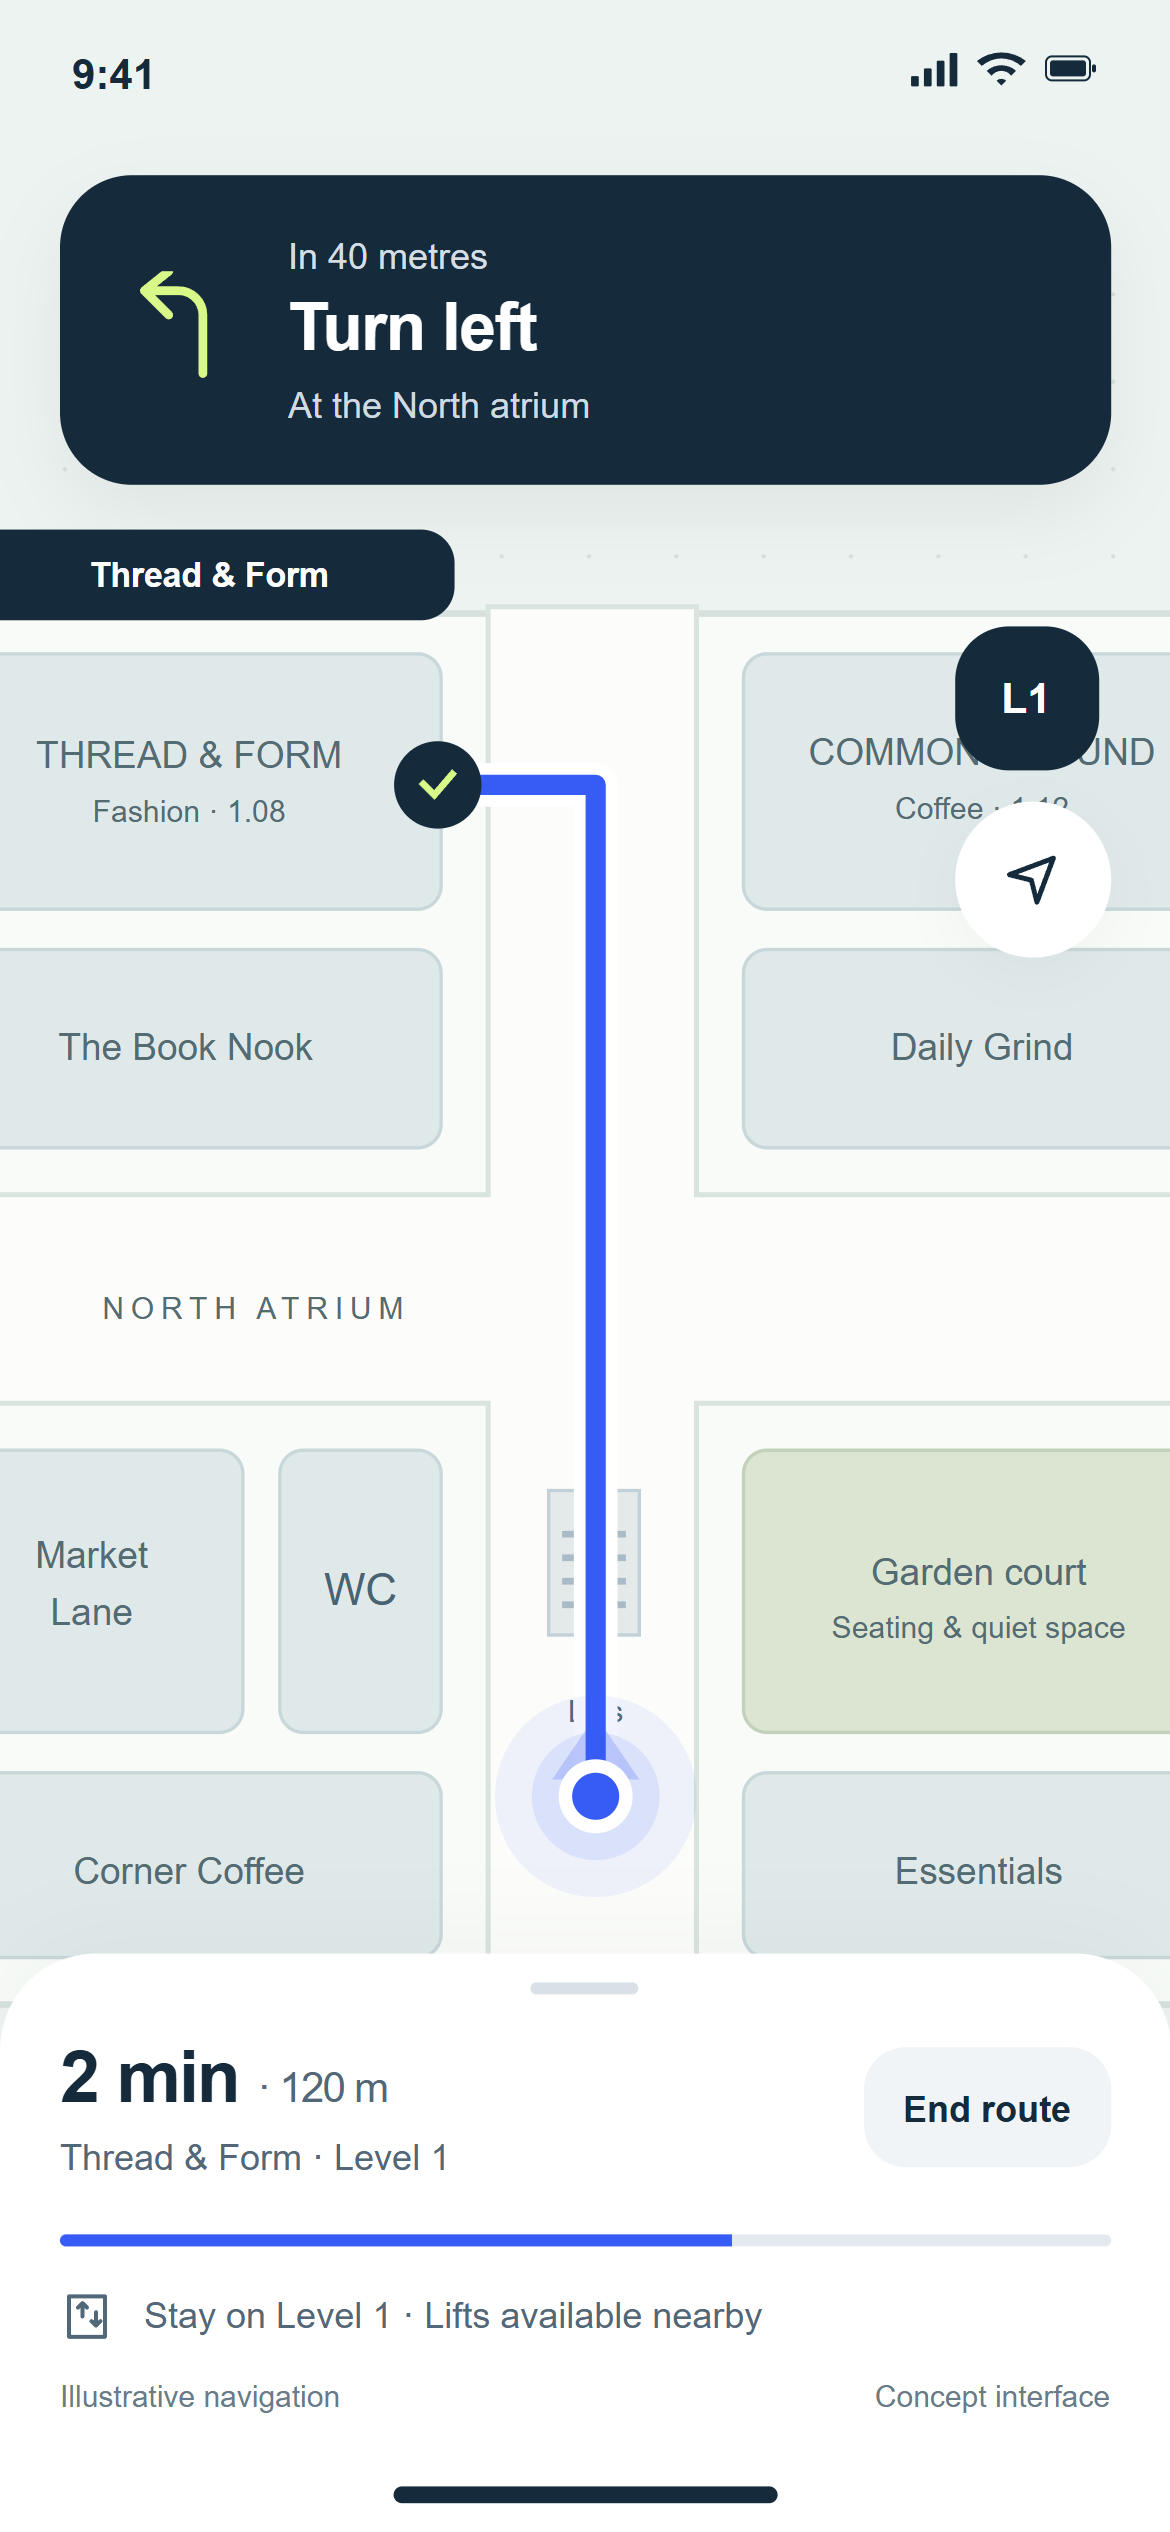 9:41
In 40 metres
Turn left
At the North atrium
Thread & Form
L1
THREAD & FORM
Fashion · 1.08
Coffee
The Book Nook
Daily Grind
NORTH ATRIUM
Market
Lane
WC
Garden court
Seating & quiet space
Corner Coffee
Essentials
2 min · 120 m
End route
Thread & Form · Level 1
Stay on Level 1 · Lifts available nearby
Illustrative navigation
Concept interface